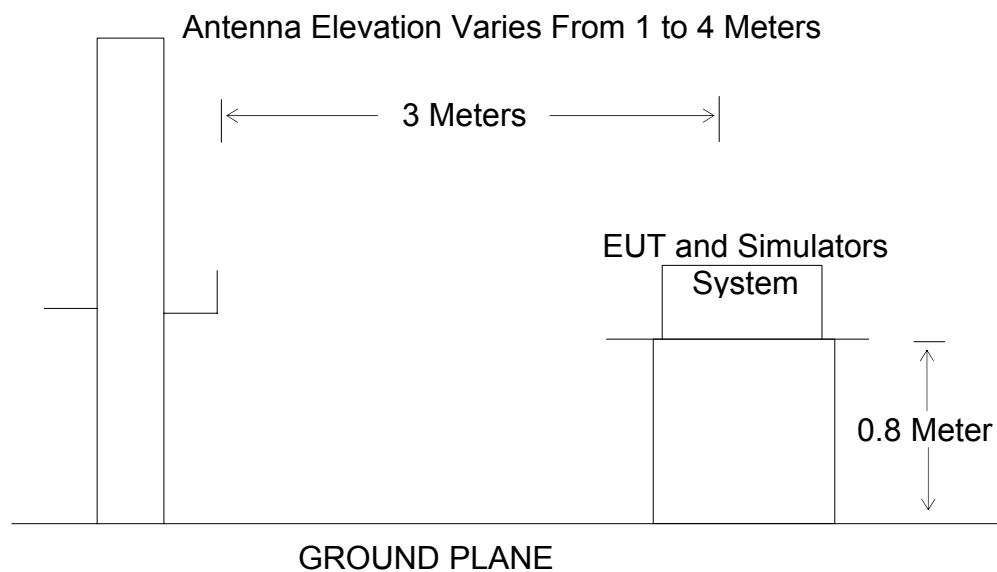 Antenna Elevation Varies From 1 to 4 Meters
3 Meters
EUT and Simulators
System
0.8 Meter
GROUND PLANE